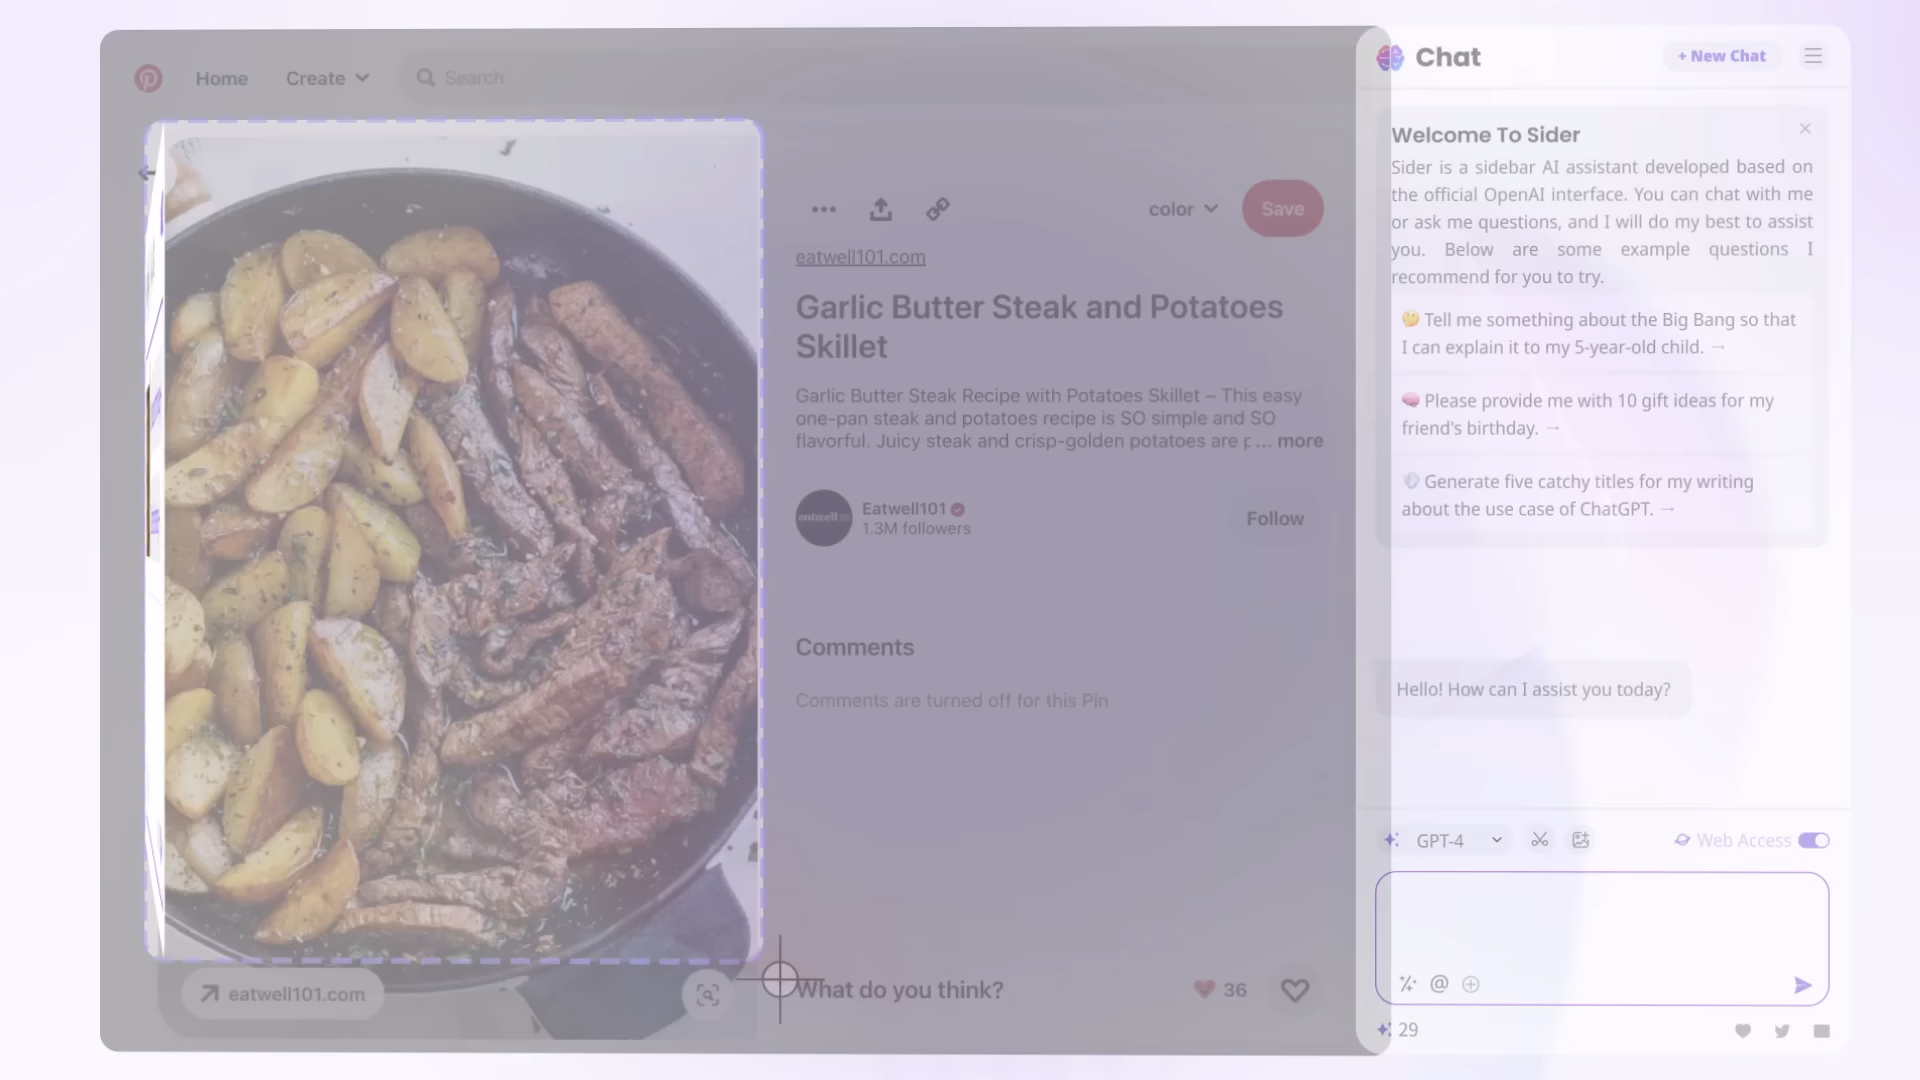 Home
Create
Search
color
Save
eatwell101.com
Garlic Butter Steak and Potatoes
Skillet
Garlic Butter Steak Recipe with Potatoes Skillet – This easy
one-pan steak and potatoes recipe is SO simple and SO
flavorful. Juicy steak and crisp-golden potatoes are p ... more
eatwell101
Eatwell101
1.3M followers
Follow
Comments
Comments are turned off for this Pin
eatwell101.com
What do you think?
36
Chat
+ New Chat
Welcome To Sider
Sider is a sidebar AI assistant developed based on
the official OpenAI interface. You can chat with me
or ask me questions, and I will do my best to assist
you. Below are some example questions I
recommend for you to try.
🤔 Tell me something about the Big Bang so that
I can explain it to my 5-year-old child. →
🧠 Please provide me with 10 gift ideas for my
friend's birthday. →
Generate five catchy titles for my writing
about the use case of ChatGPT. →
Hello! How can I assist you today?
GPT-4
Web Access
29